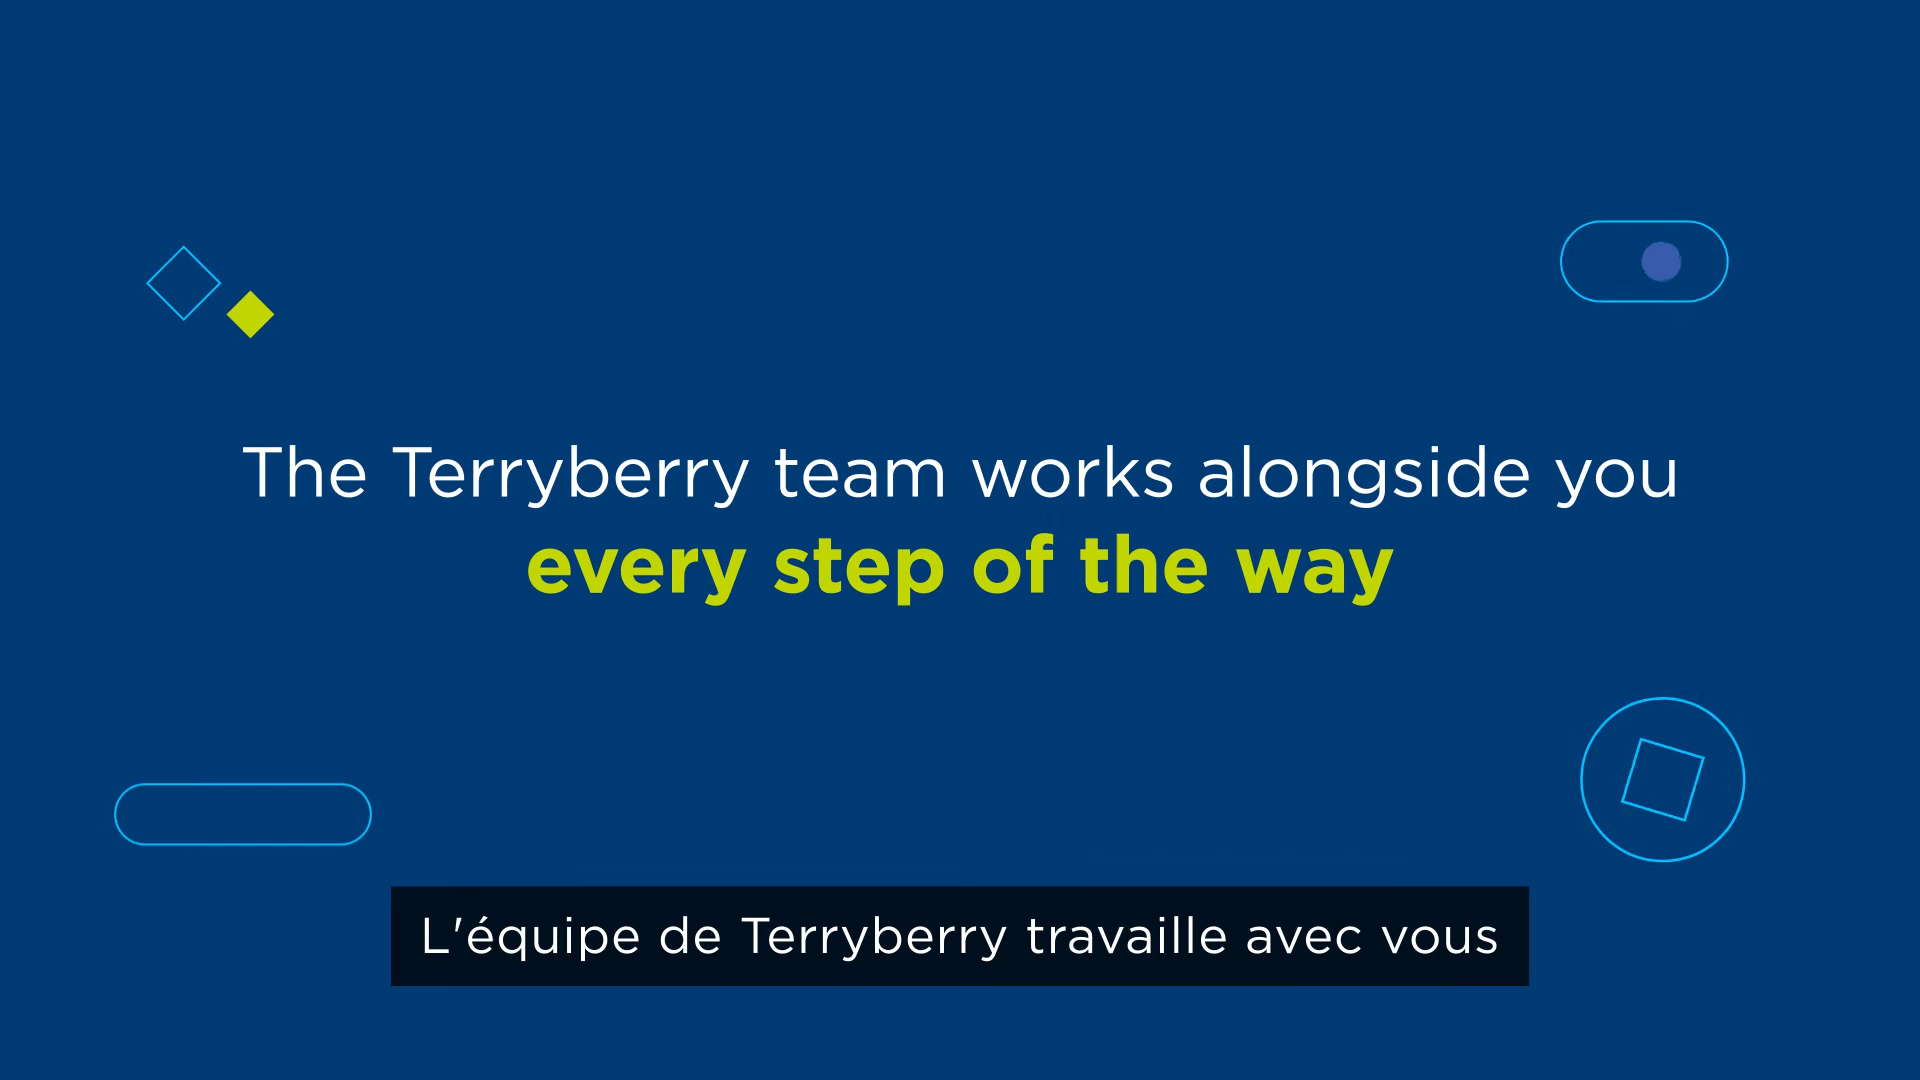 The Terryberry team works alongside you
every step of the way
L'équipe de Terryberry travaille avec vous